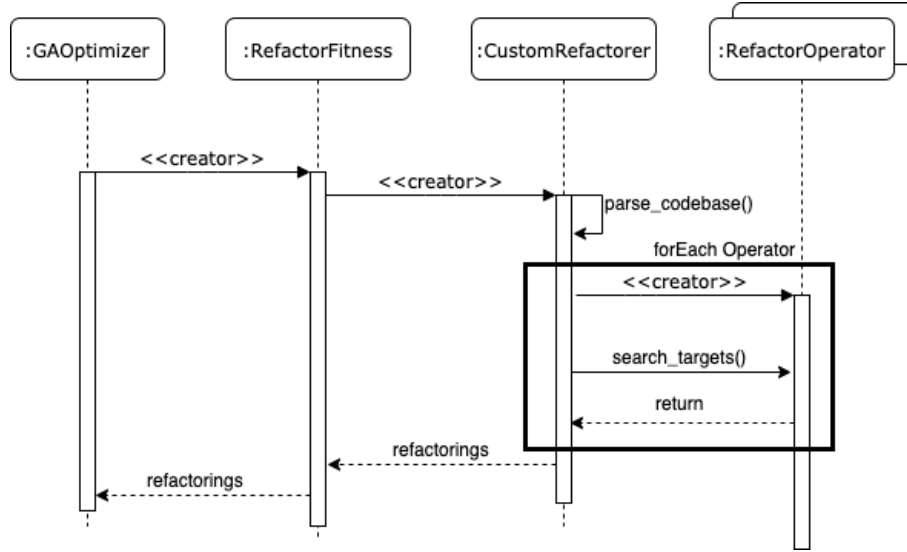 :GAOptimizer
:RefactorFitness
:CustomRefactorer
:RefactorOperator
<<creator>>
<<creator>>
parse_codebase()
forEach Operator
<<creator>>
search_targets()
return
refactorings
refactorings